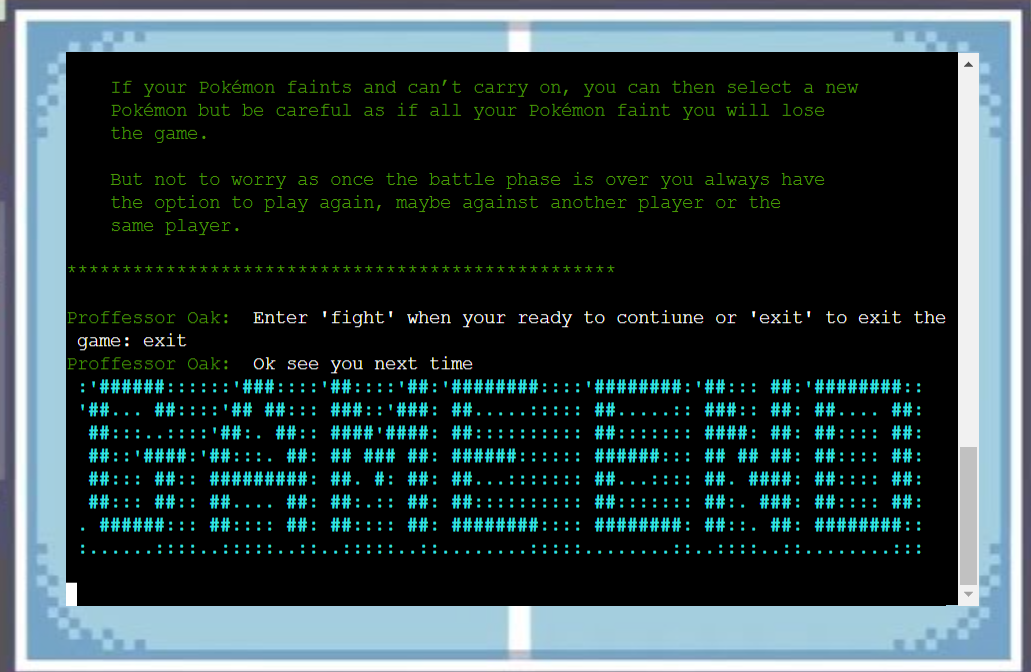 If your Pokémon faints and can’t carry on, you can then select a new
Pokémon but be careful as if all your Pokémon faint you will lose
the game.
But not to worry as once the battle phase is over you always have
the option to play again, maybe against another player or the
same player.
**************************************************
Proffessor Oak:  Enter 'fight' when your ready to contiune or 'exit' to exit the
game: exit
Proffessor Oak:  Ok see you next time
GAME END